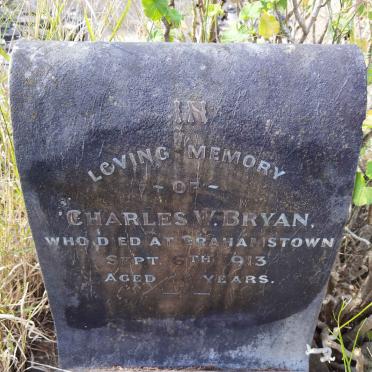 IN
LOVING MEMORY
- OF -
CHARLES W. BRYAN,
WHO DIED AT GRAHAMSTOWN
SEPT 6TH 1913
AGED YEARS.